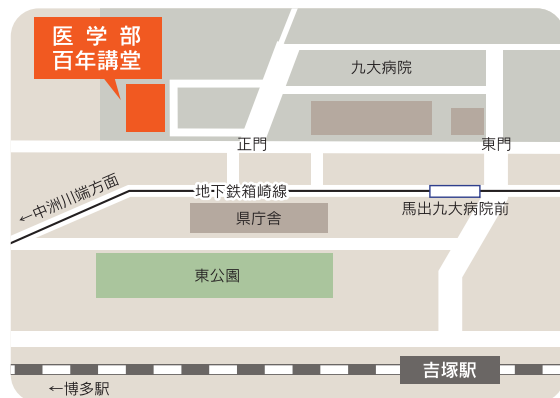 医学部
百年講堂
九大病院
正門
東門
地下鉄箱崎線
←中洲川端方面
県庁舎
馬出九大病院前
東公園
吉塚駅
←博多駅